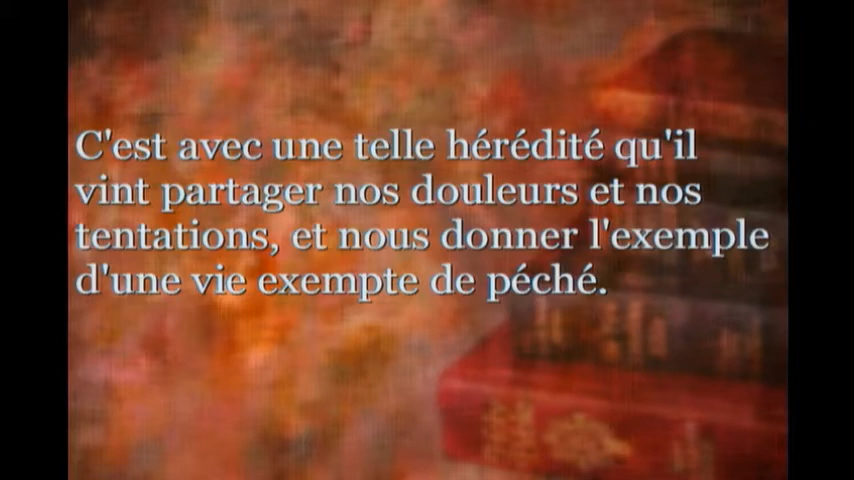 C'est avec une telle hérédité qu'il
vint partager nos douleurs et nos
tentations, et nous donner l'exemple
d'une vie exempte de péché.